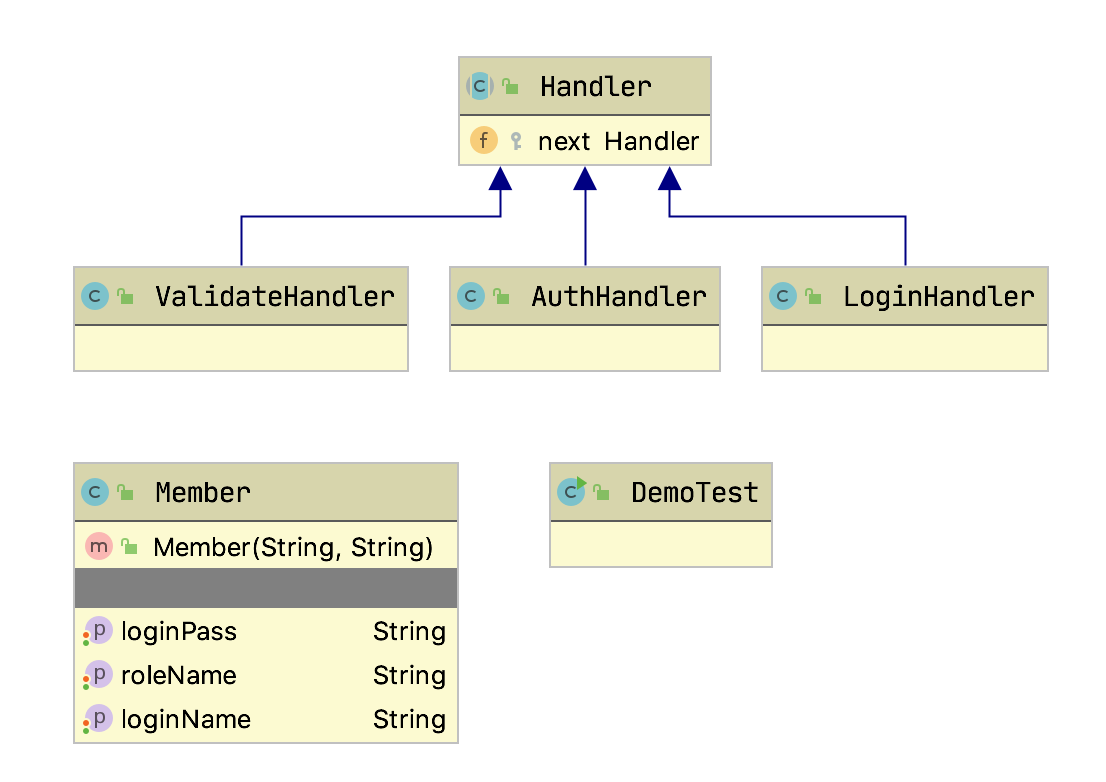 C Handler
f next Handler
C ValidateHandler
C AuthHandler
C LoginHandler
C Member
m Member(String, String)
p loginPass String
p roleName String
p loginName String
C DemoTest